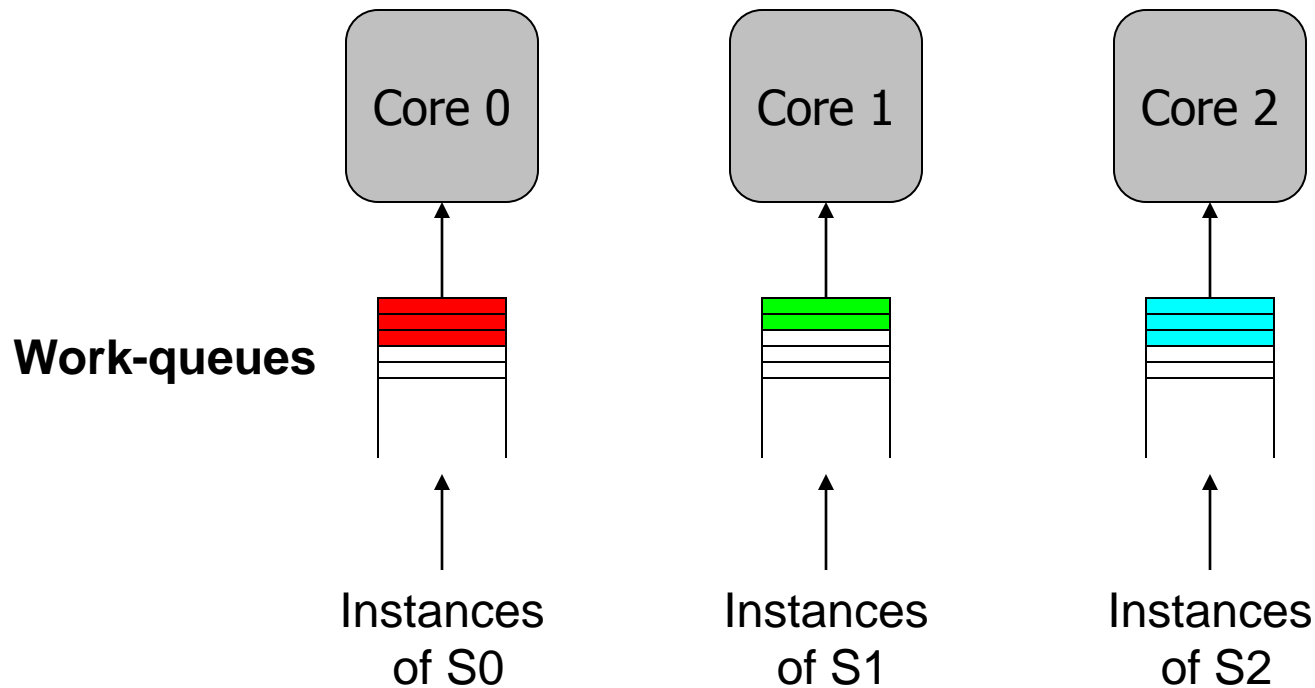 Core 0
Core 1
Core 2
Work-queues
Instances
of S0
Instances
of S1
Instances
of S2